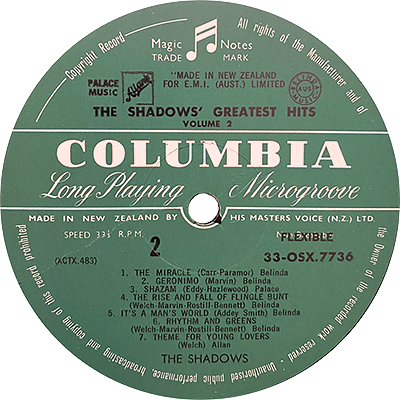 Copyright Record
All rights of the Manufacturer and of
the Owner of the recorded work reserved -
Unauthorised public performance, broadcasting and copying of this record prohibited
Magic Notes
TRADE MARK
PALACE
MUSIC
Allans
BELINDA
AUST
MUSIC
"MADE IN NEW ZEALAND
FOR E.M.I. (AUST.) LIMITED
THE SHADOWS' GREATEST HITS
VOLUME 2
COLUMBIA
Long Playing Microgroove
MADE IN NEW ZEALAND BY HIS MASTERS VOICE (N.Z.) LTD.
SPEED 33⅓ R.P.M.
2
FLEXIBLE
33-OSX.7736
(XCTX.483)
1. THE MIRACLE (Carr-Paramor) Belinda
2. GERONIMO (Marvin) Belinda
3. SHAZAM (Eddy-Hazlewood) Palace
4. THE RISE AND FALL OF FLINGLE BUNT
(Welch-Marvin-Rostill-Bennett) Belinda
5. IT'S A MAN'S WORLD (Addey Smith) Belinda
6. RHYTHM AND GREENS
(Welch-Marvin-Rostill-Bennett) Belinda
7. THEME FOR YOUNG LOVERS
(Welch) Allan
THE SHADOWS